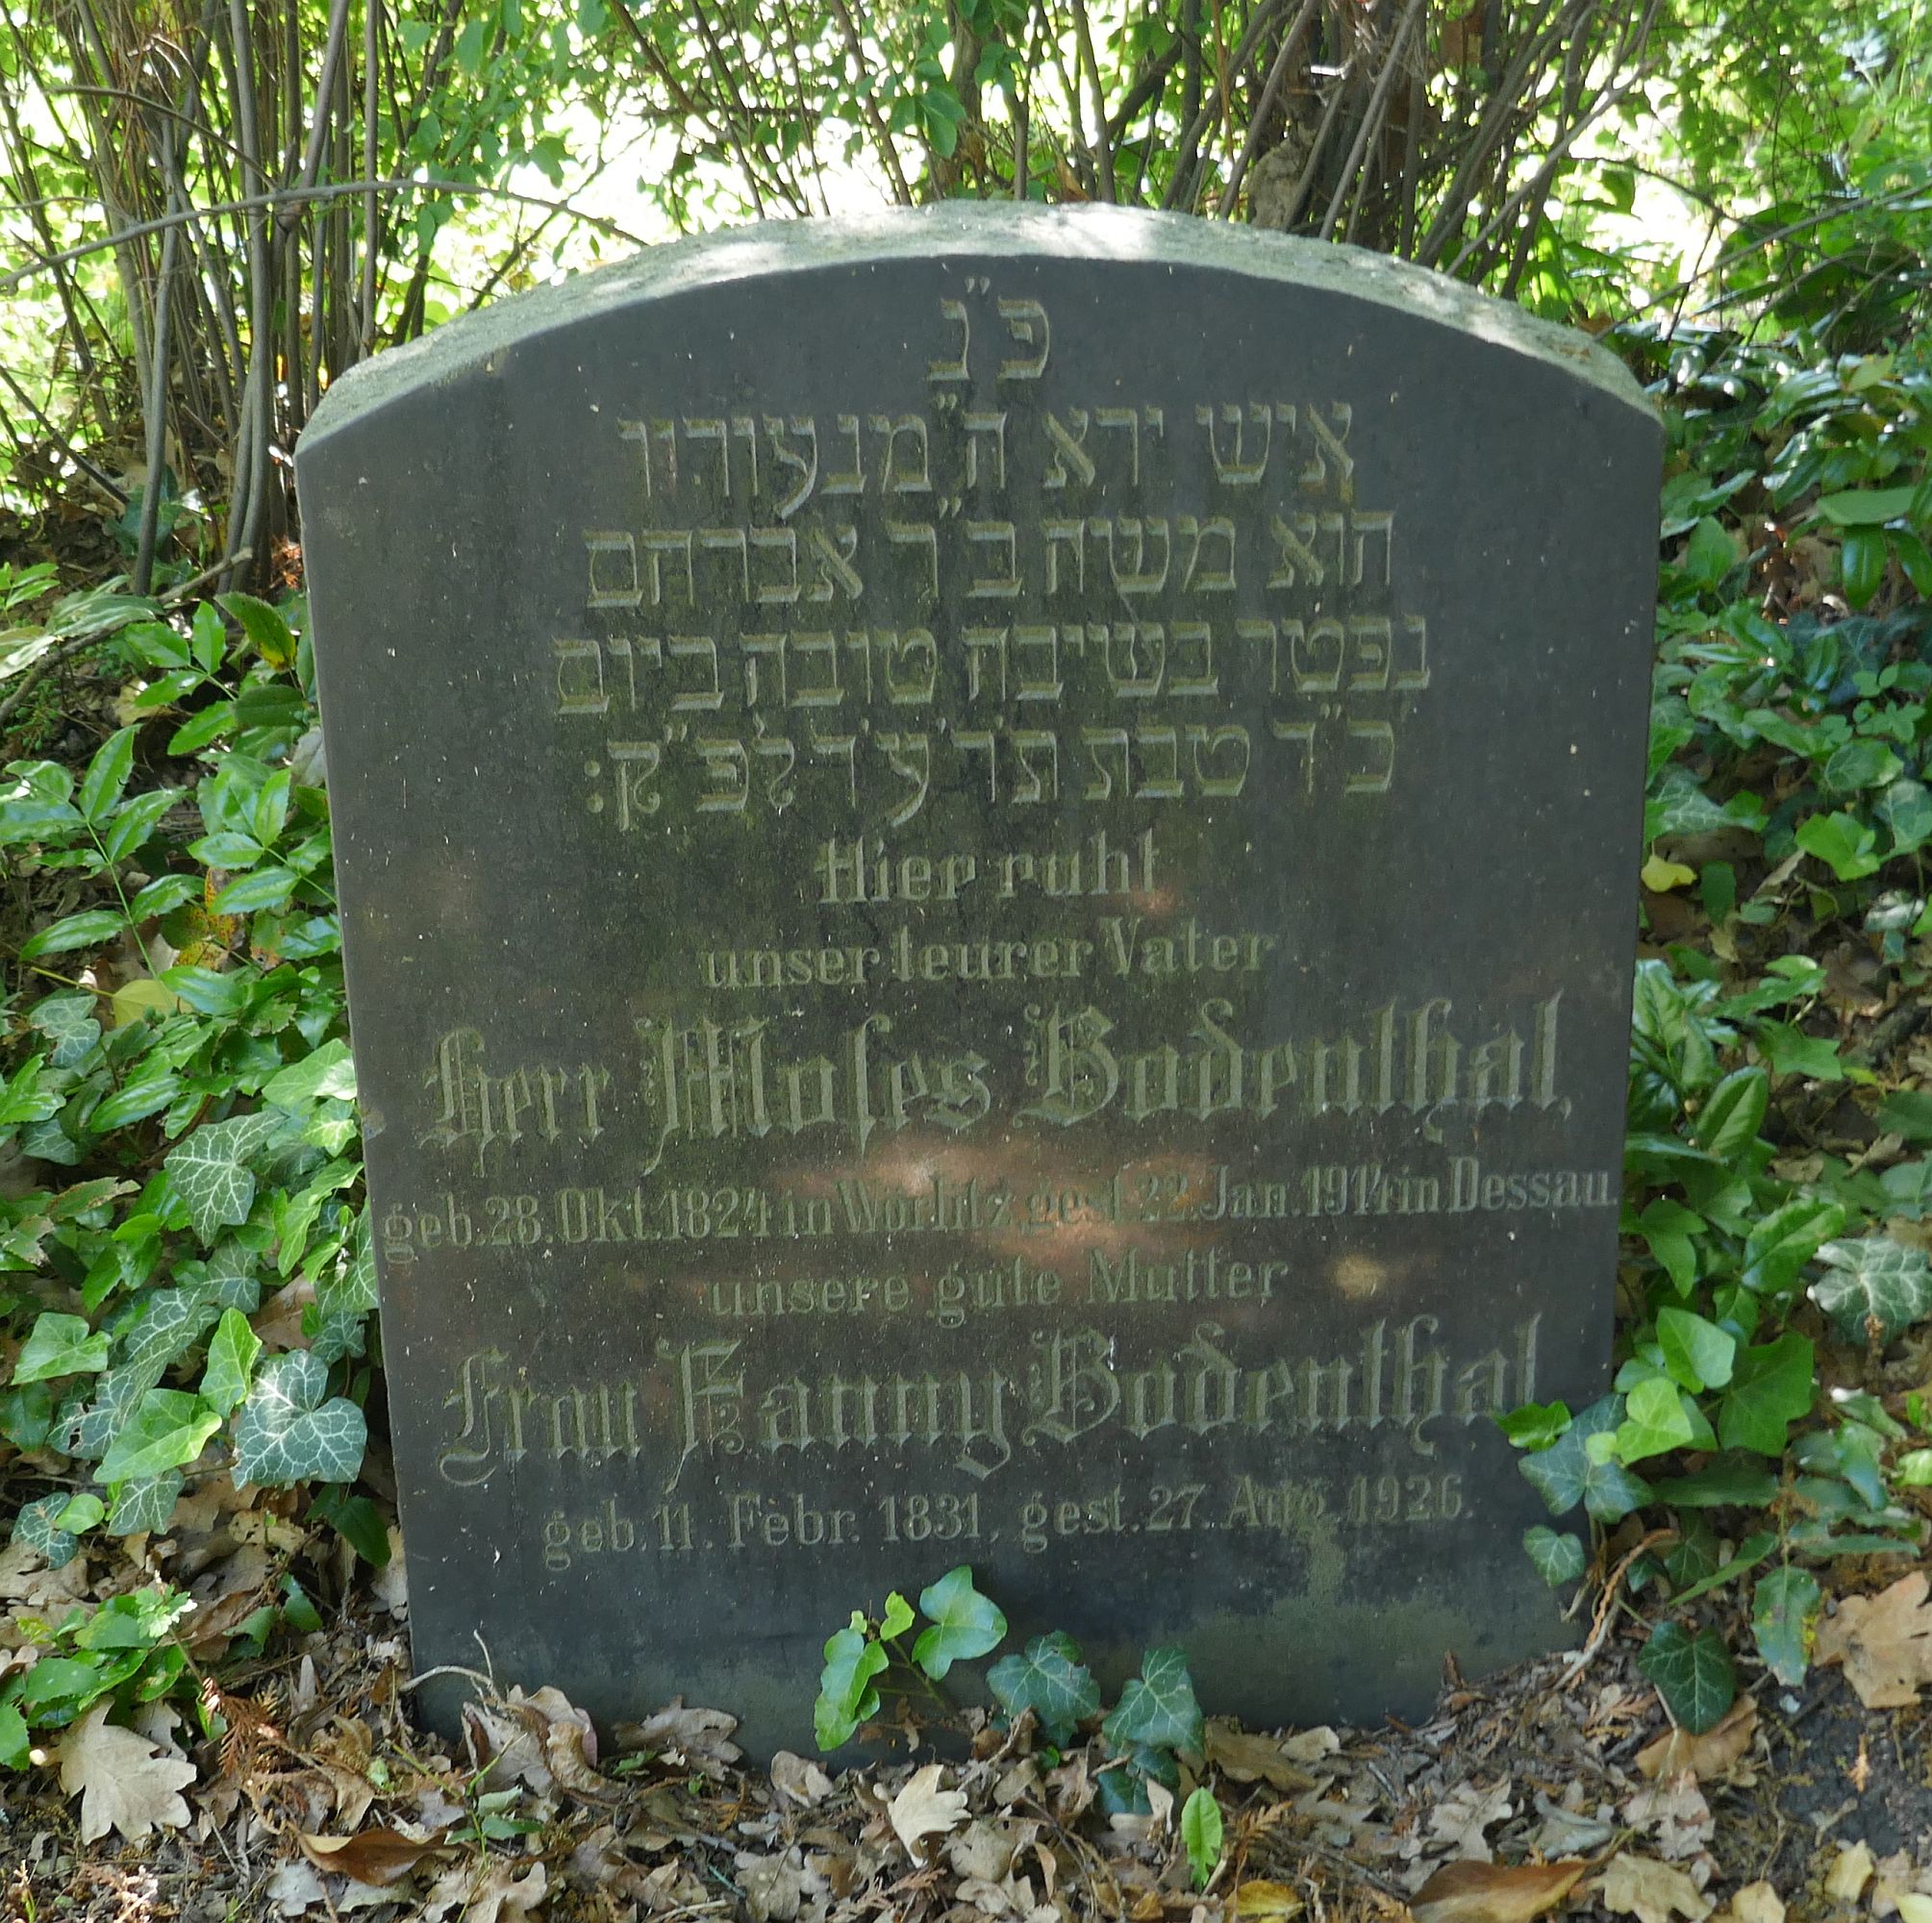 פ״נ
איש ירא ה״ מנעוריו
הוא משה ב״ר אברהם
נפטר בשיבה טובה ביום
כ״ד טבת תר׳ע׳ד לפ״ק:
Hier ruht
unser teurer Vater
Herr Moses Bodenthal,
geb. 28. Okt. 1824 in Wörlitz, gest. 22. Jan. 1914 in Dessau.
unsere gute Mutter
Frau Fanny Bodenthal
geb. 11. Febr. 1831, gest. 27. Aug. 1926.